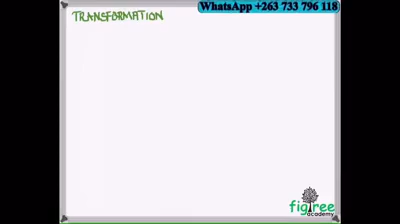 WhatsApp +263 733 796 118
TRANSFORMATION
figtree
academy